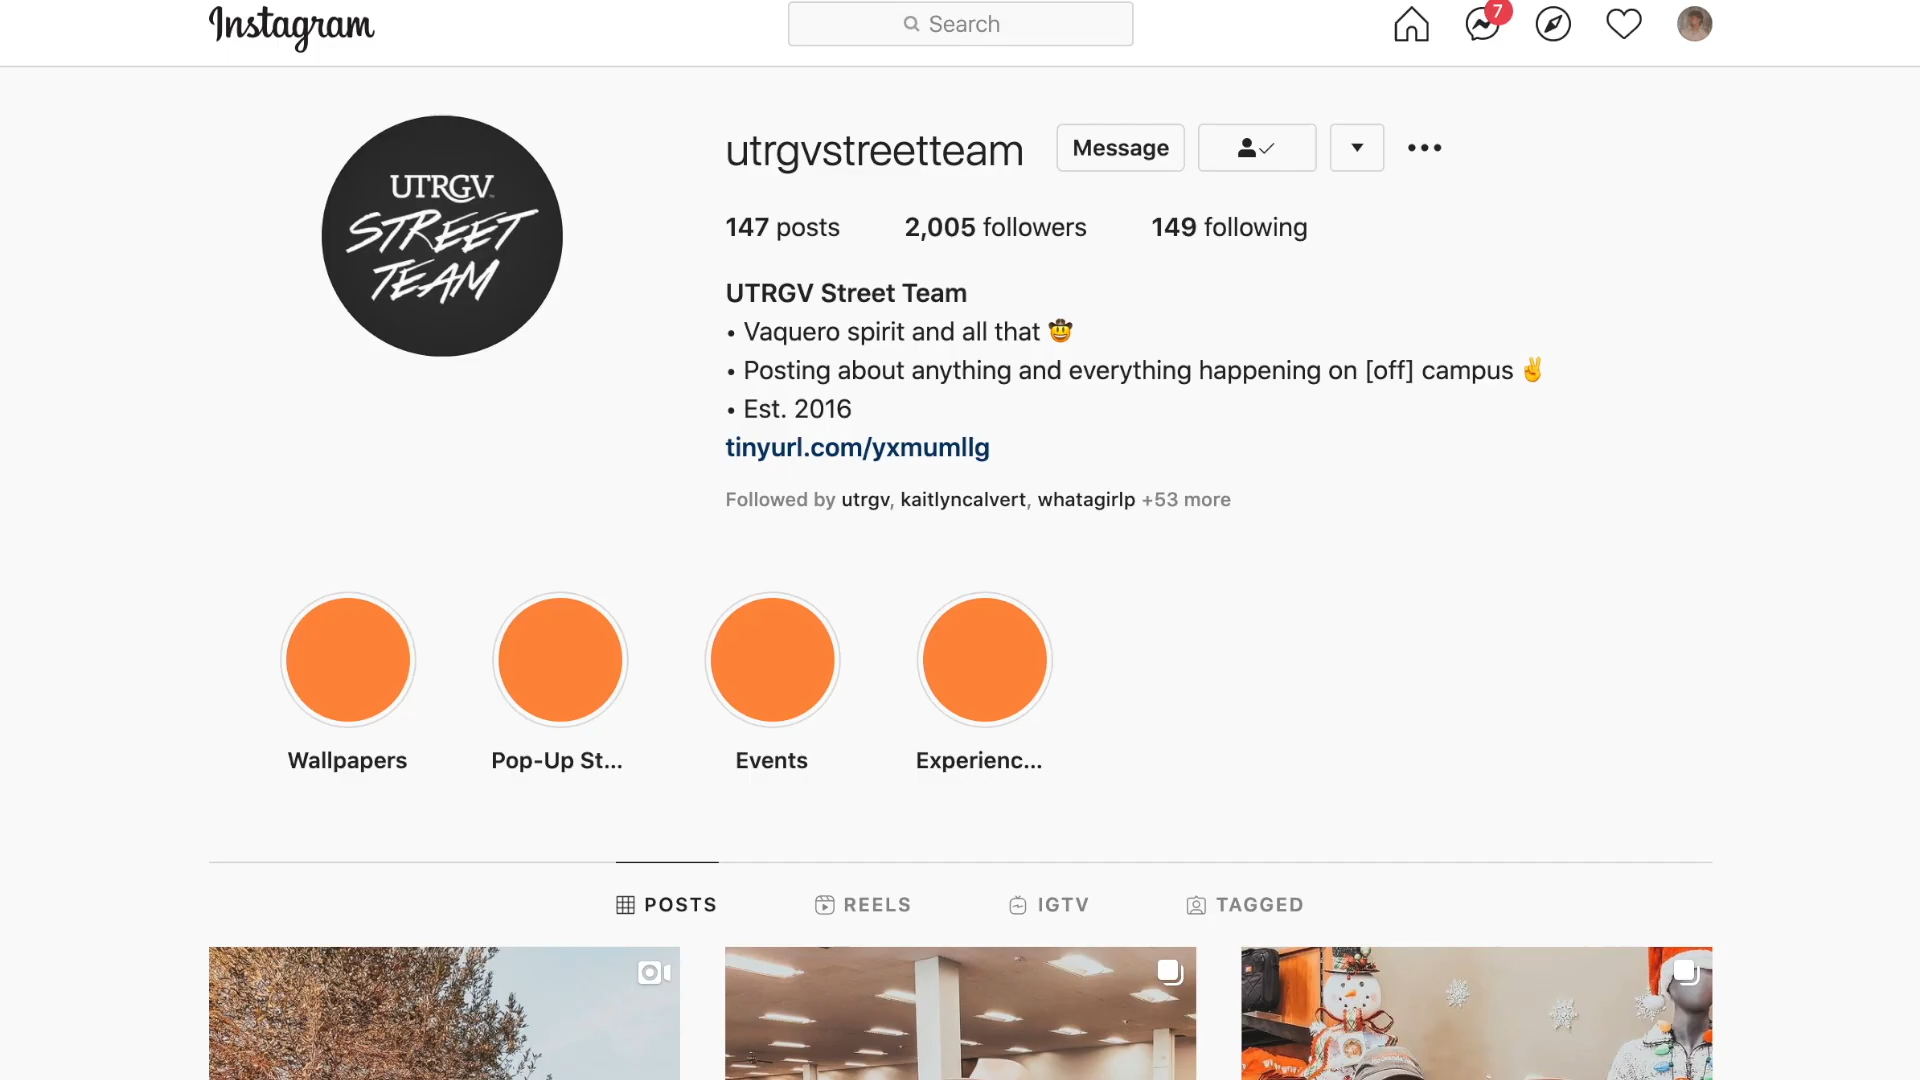 Instagram
Search
7
UTRGV
STREET
TEAM
utrgvstreetteam
Message
147 posts
2,005 followers
149 following
UTRGV Street Team
• Vaquero spirit and all that 🤠
• Posting about anything and everything happening on [off] campus ✌
• Est. 2016
tinyurl.com/yxmumllg
Followed by utrgv, kaitlyncalvert, whatagirlp +53 more
Wallpapers
Pop-Up St...
Events
Experienc...
POSTS
REELS
IGTV
TAGGED